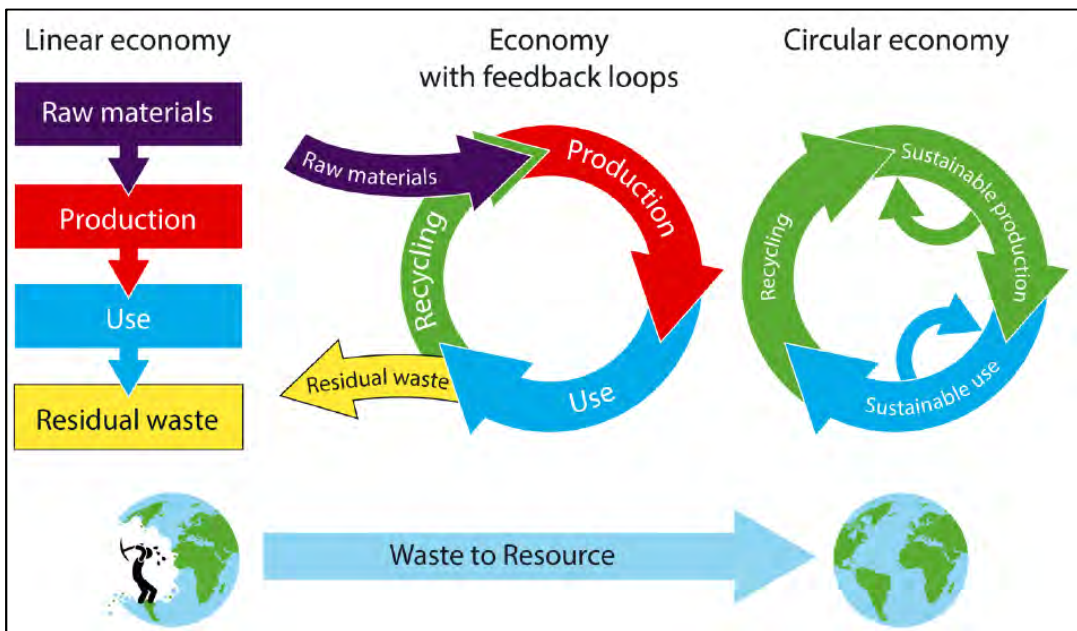 Linear economy
Raw materials
Production
Use
Residual waste
Economy
with feedback loops
Raw materials
Production
Use
Recycling
Residual waste
Circular economy
Sustainable production
Sustainable use
Recycling
Waste to Resource